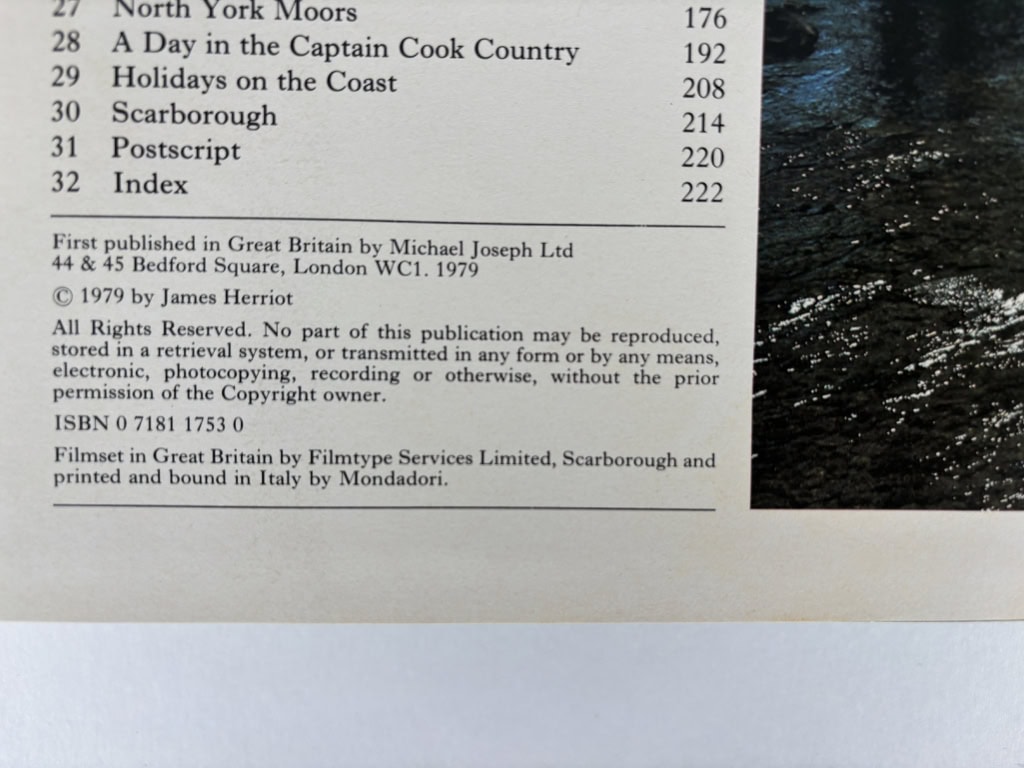 27 North York Moors 176
28 A Day in the Captain Cook Country 192
29 Holidays on the Coast 208
30 Scarborough 214
31 Postscript 220
32 Index 222
First published in Great Britain by Michael Joseph Ltd
44 & 45 Bedford Square, London WC1. 1979
© 1979 by James Herriot
All Rights Reserved. No part of this publication may be reproduced,
stored in a retrieval system, or transmitted in any form or by any means,
electronic, photocopying, recording or otherwise, without the prior
permission of the Copyright owner.
ISBN 0 7181 1753 0
Filmset in Great Britain by Filmtype Services Limited, Scarborough and
printed and bound in Italy by Mondadori.